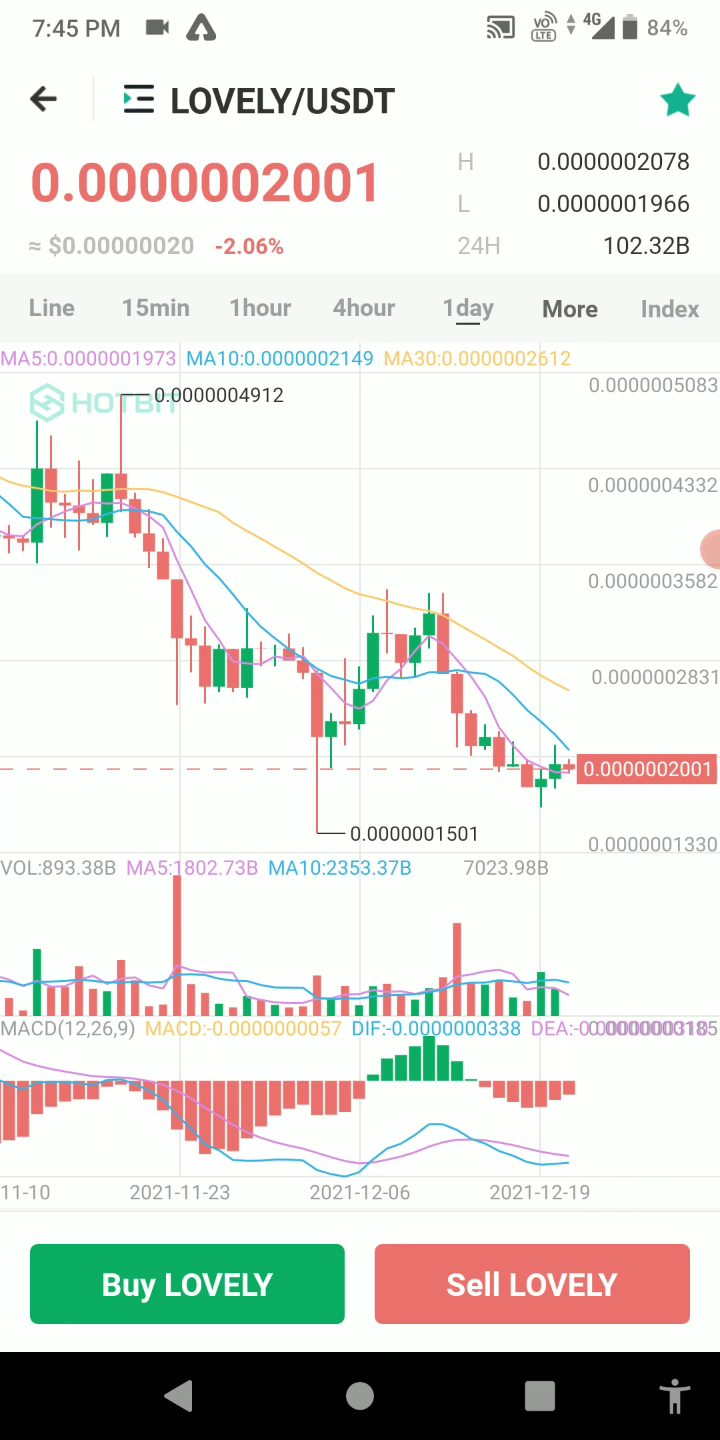 7:45 PM VO LTE 4G 84%
LOVELY/USDT
0.0000002001
H 0.0000002078
L 0.0000001966
≈ $0.00000020 -2.06% 24H 102.32B
Line 15min 1hour 4hour 1day More Index
MA5:0.0000001973 MA10:0.0000002149 MA30:0.0000002612
0.0000005083
HOTBIT 0.0000004912
0.0000004332
0.0000003582
0.0000002831
0.0000002001
0.0000001501
0.0000001330
VOL:893.38B MA5:1802.73B MA10:2353.37B 7023.98B
MACD(12,26,9) MACD:-0.0000000057 DIF:-0.0000000338 DEA:
11-10 2021-11-23 2021-12-06 2021-12-19
Buy LOVELY Sell LOVELY